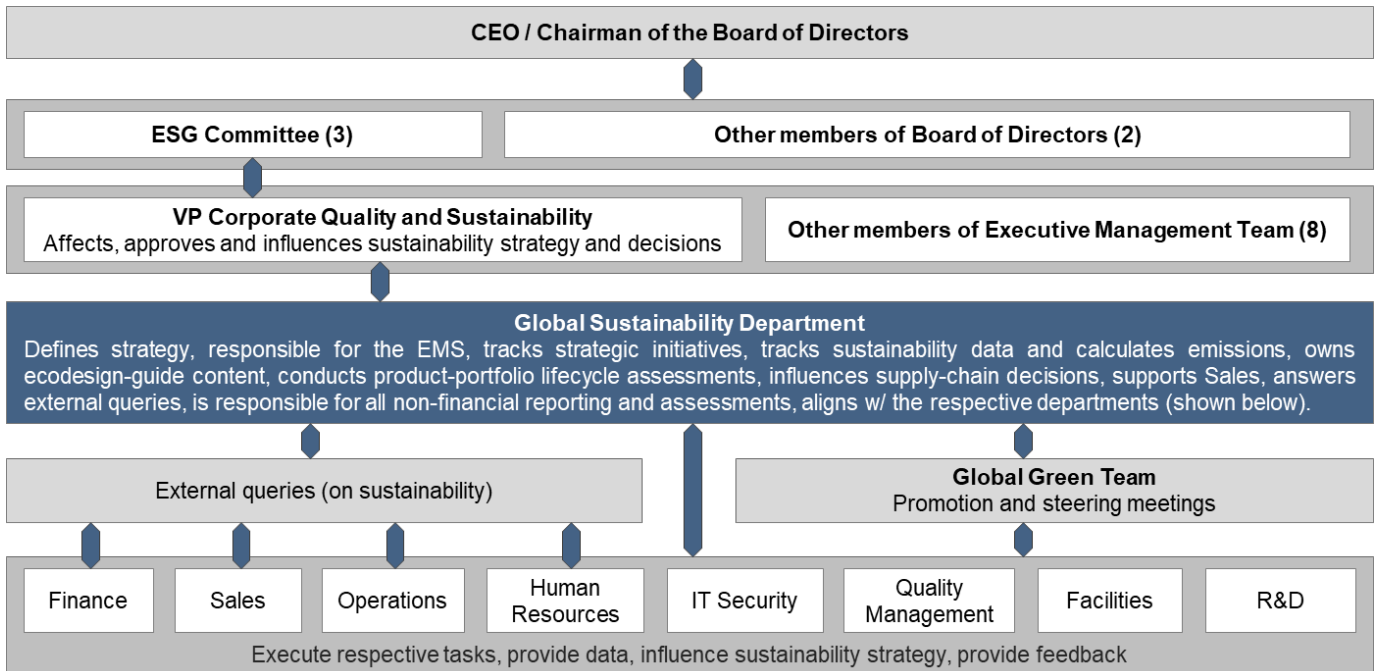 CEO / Chairman of the Board of Directors
ESG Committee (3)
Other members of Board of Directors (2)
VP Corporate Quality and Sustainability
Affects, approves and influences sustainability strategy and decisions
Other members of Executive Management Team (8)
Global Sustainability Department
Defines strategy, responsible for the EMS, tracks strategic initiatives, tracks sustainability data and calculates emissions, owns
ecodesign-guide content, conducts product-portfolio lifecycle assessments, influences supply-chain decisions, supports Sales, answers
external queries, is responsible for all non-financial reporting and assessments, aligns w/ the respective departments (shown below).
External queries (on sustainability)
Global Green Team
Promotion and steering meetings
Finance
Sales
Operations
Human
Resources
IT Security
Quality
Management
Facilities
R&D
Execute respective tasks, provide data, influence sustainability strategy, provide feedback